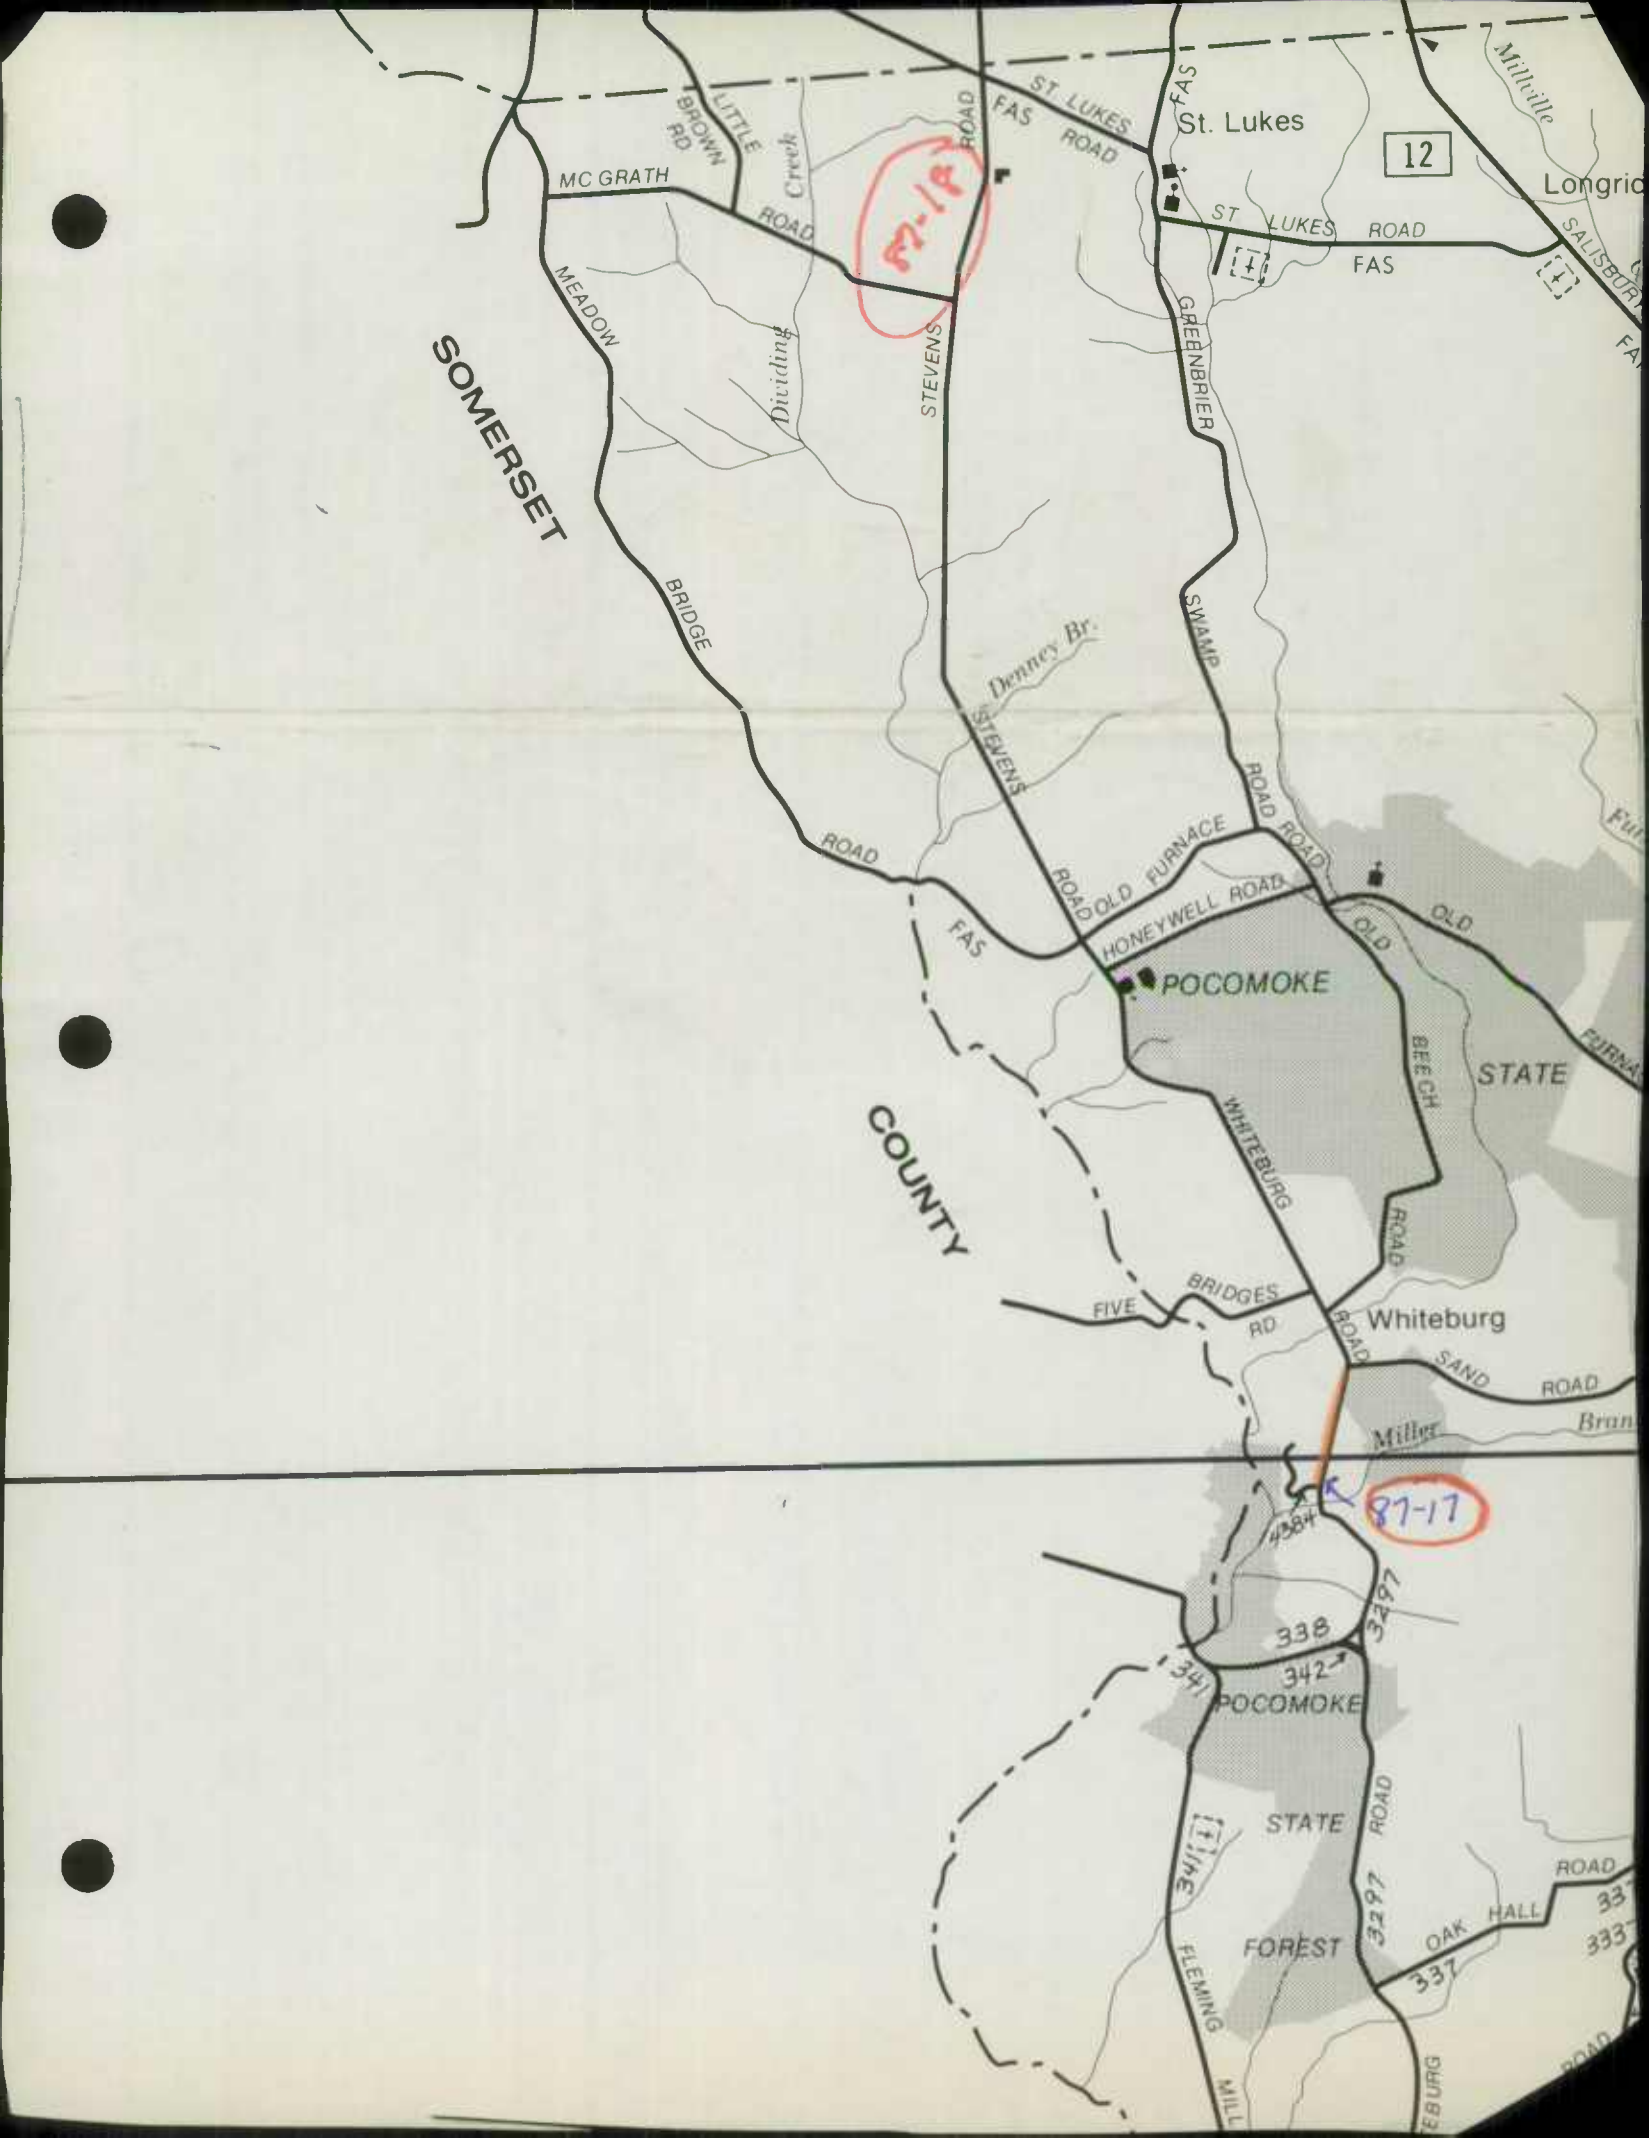 Millville
LITTLE
BROWN
RD.
ROAD
FAS
ST LUKES
ROAD
FAS
St. Lukes
12
MC GRATH
ROAD
Creek
87-18
ST LUKES ROAD
FAS
SALISBURY
MEADOW
Dividing
STEVENS
GREENBRIER
SOMERSET
BRIDGE
SWAMP
Denney Br.
STEVENS
ROAD
ROAD
ROAD
ROAD
OLD FURNACE
HONEYWELL ROAD
FAS
OLD
OLD
POCOMOKE
STATE
BEECH
COUNTY
WHITEBURG
ROAD
FIVE BRIDGES
RD.
ROAD
Whiteburg
SAND ROAD
Miller
87-17
4384
3297
338
342
341
POCOMOKE
STATE
ROAD
341
3297
ROAD
HALL
OAK
337
FOREST
FLEMING
MILL
ROAD